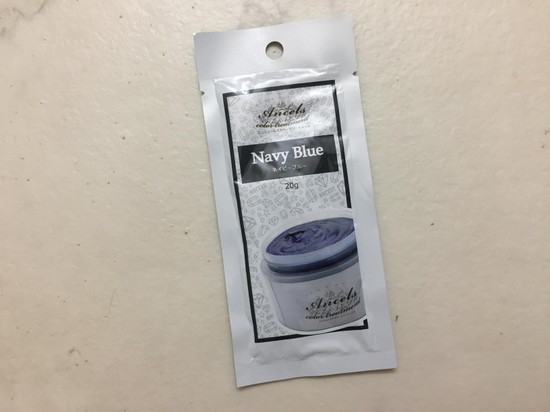 Ancels
color treatment
Navy Blue
ネイビーブルー
20g
Ancels
color treatment